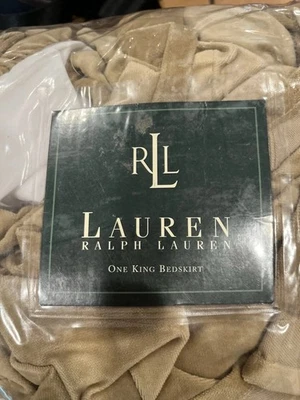 RLL
LAUREN
RALPH LAUREN
ONE KING BEDSKIRT